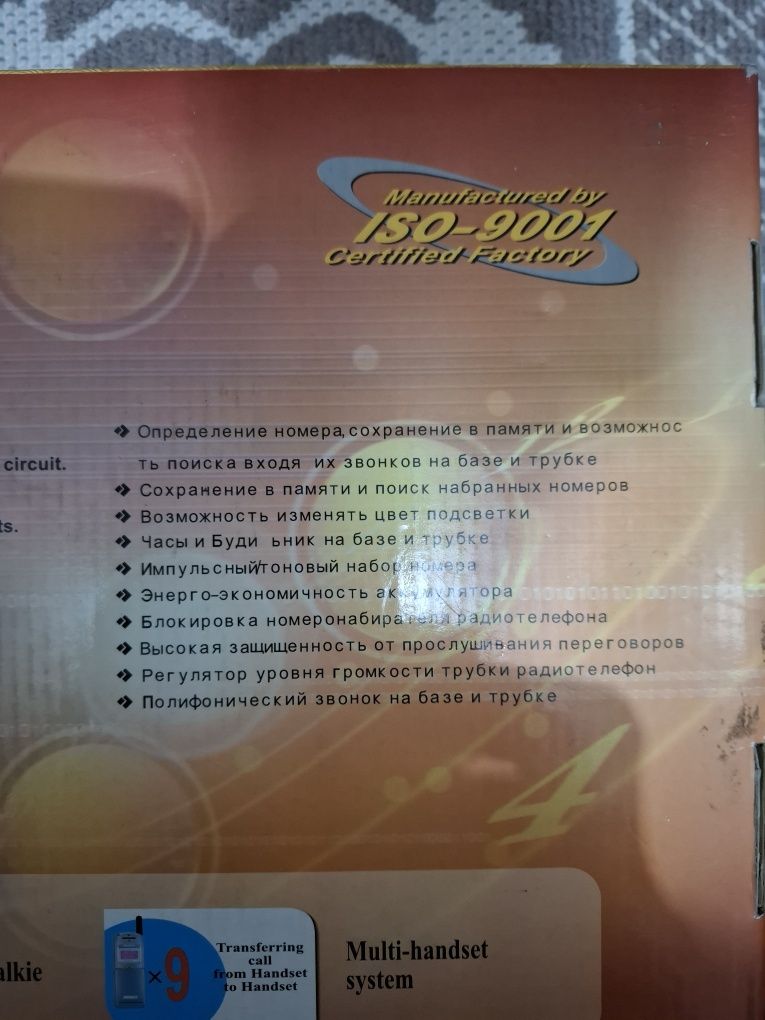 Manufactured by
ISO-9001
Certified Factory
Определение номера, сохранение в памяти и возможнос
circuit.
ть поиска входя их звонков на базе и трубке
Сохранение в памяти и поиск набранных номеров
ts.
Возможность изменять цвет подсветки
Часы и Буди ьник на базе и трубке
Импульсный/тоновый набор номера
Энерго-экономичность аккумулятора
Блокировка номеронабирателя радиотелефона
Высокая защищенность от прослушивания переговоров
Регулятор уровня громкости трубки радиотелефон
Полифонический звонок на базе и трубке
4
alkie
×9
Transferring
call
from Handset
to Handset
Multi-handset
system